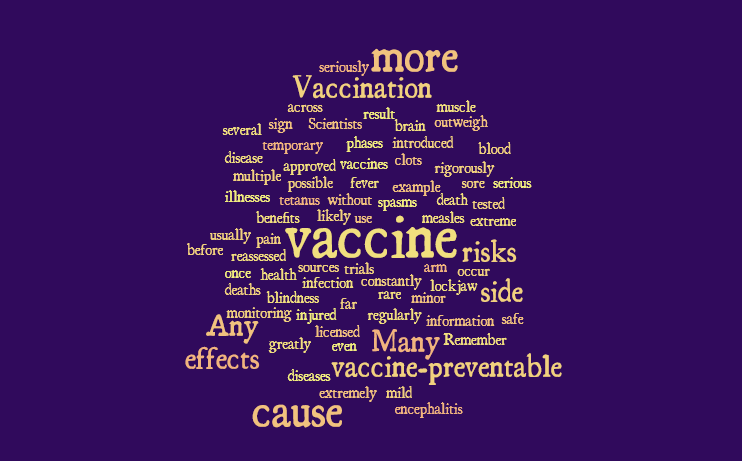 seriously more
Vaccination
across result muscle
several sign Scientists brain outweigh
temporary phases introduced blood
disease approved vaccines clots rigorously
multiple possible fever example sore serious
illnesses tetanus without spasms death tested
benefits likely use measles extreme
usually pain vaccine risks
before reassessed
once health sources trials arm occur
deaths infection constantly lockjaw side
blindness far rare minor
monitoring injured regularly information safe
Any licensed
greatly even Many Remember
effects vaccine-preventable
diseases
extremely mild
cause encephalitis